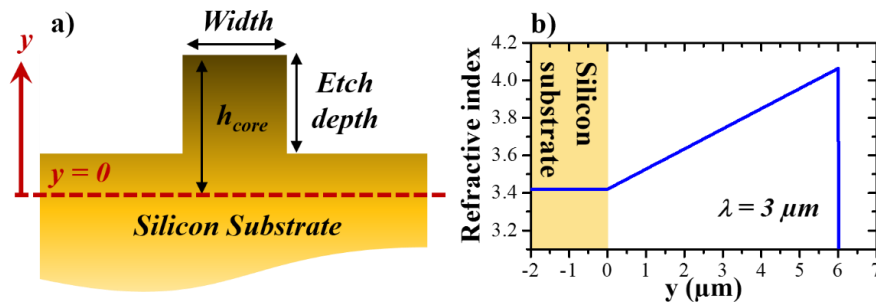 a)
Width
y
h_core
Etch
depth
y = 0
Silicon Substrate
b)
Refractive index
4.2
4.0
3.8
3.6
3.4
3.2
Silicon
substrate
λ = 3 µm
-2 -1 0 1 2 3 4 5 6 7
y (µm)